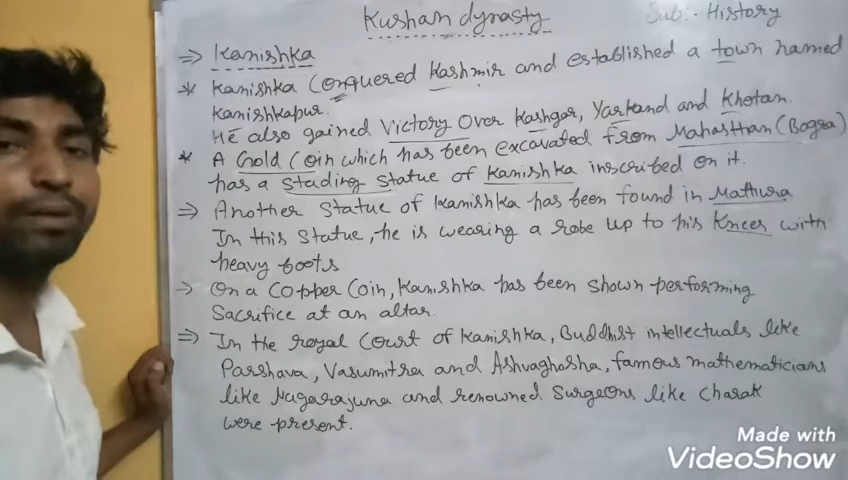 Kushan dynasty
Sub:- History
⇒ Kanishka
* Kanishka Conquered Kashmir and established a town named
Kanishkapur.
He also gained Victory over Kashgar, Yarkand and Khotan.
* A Gold Coin which has been excavated from Mahasthan (Bogra)
has a stading statue of Kanishka inscribed on it.
⇒ Another statue of Kanishka has been found in Mathura
In this statue, he is wearing a robe up to his Knees with
heavy boots
→ On a Copper Coin, Kanishka has been shown performing
Sacrifice at an altar.
⇒ In the royal Court of Kanishka, Buddhist intellectuals like
Parshava, Vasumitra and Ashvaghosha, famous mathematicians
like Nagarajuna and renowned Surgeons like Charak
were present.
Made with
VideoShow